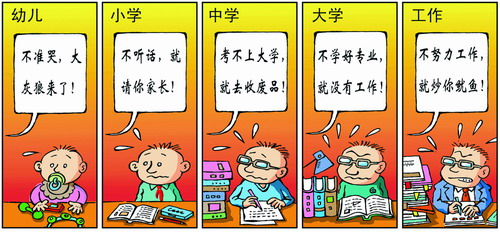 幼儿
不准哭，大
灰狼来了！
小学
不听话，就
请你家长！
中学
考不上大学，
就去收废品！
大学
不学好专业，
就没有工作！
工作
不努力工作，
就炒你鱿鱼！